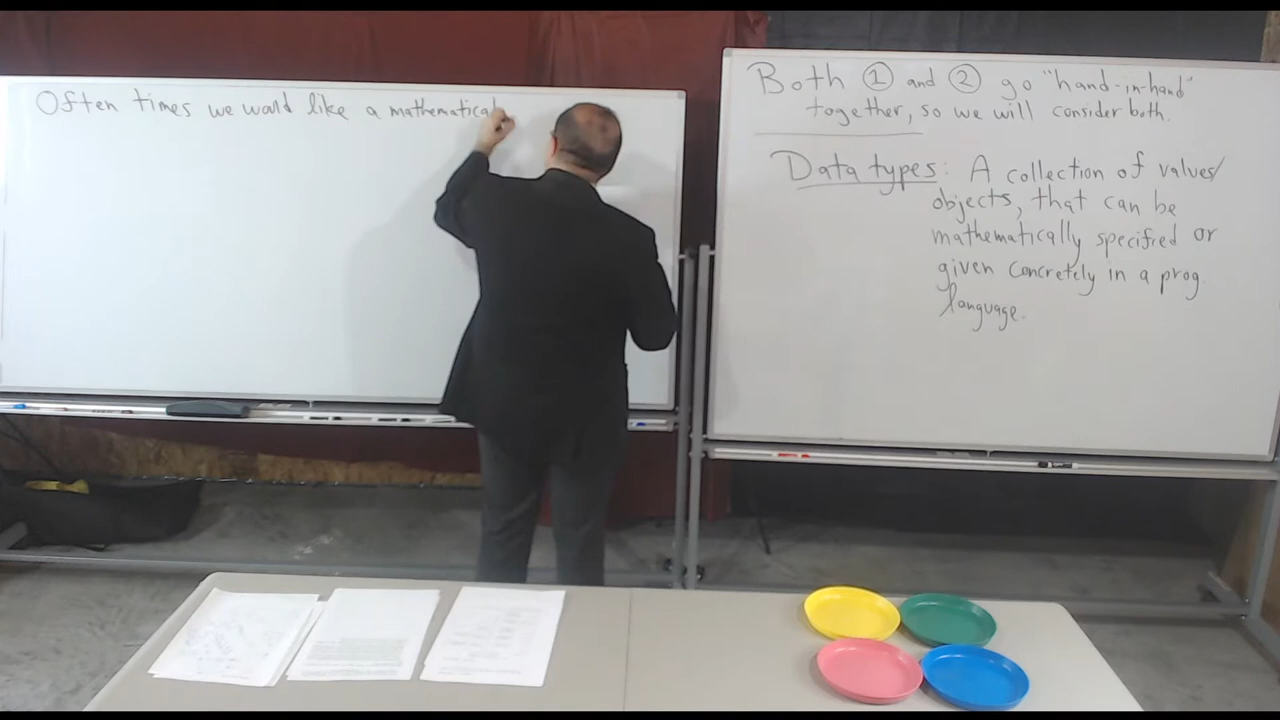 Often times we would like a mathematical
Both ① and ② go "hand-in-hand"
together, so we will consider both.
Data types: A collection of values/
objects, that can be
mathematically specified or
given concretely in a prog.
language.